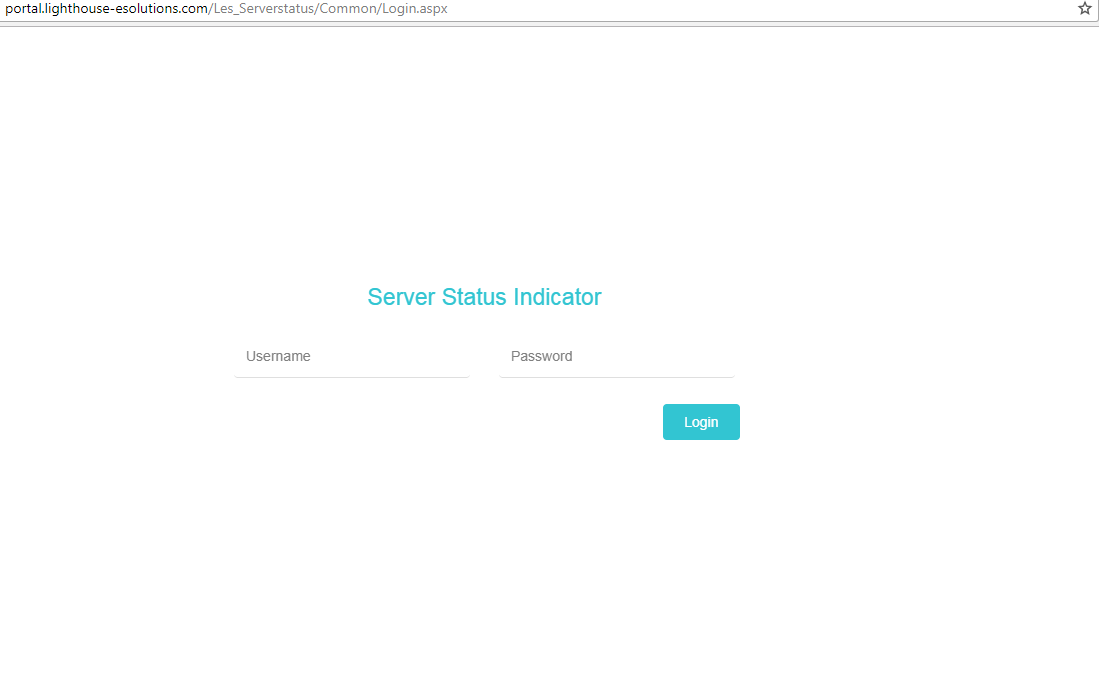 portal.lighthouse-esolutions.com/Les_Serverstatus/Common/Login.aspx
Server Status Indicator
Username Password
Login